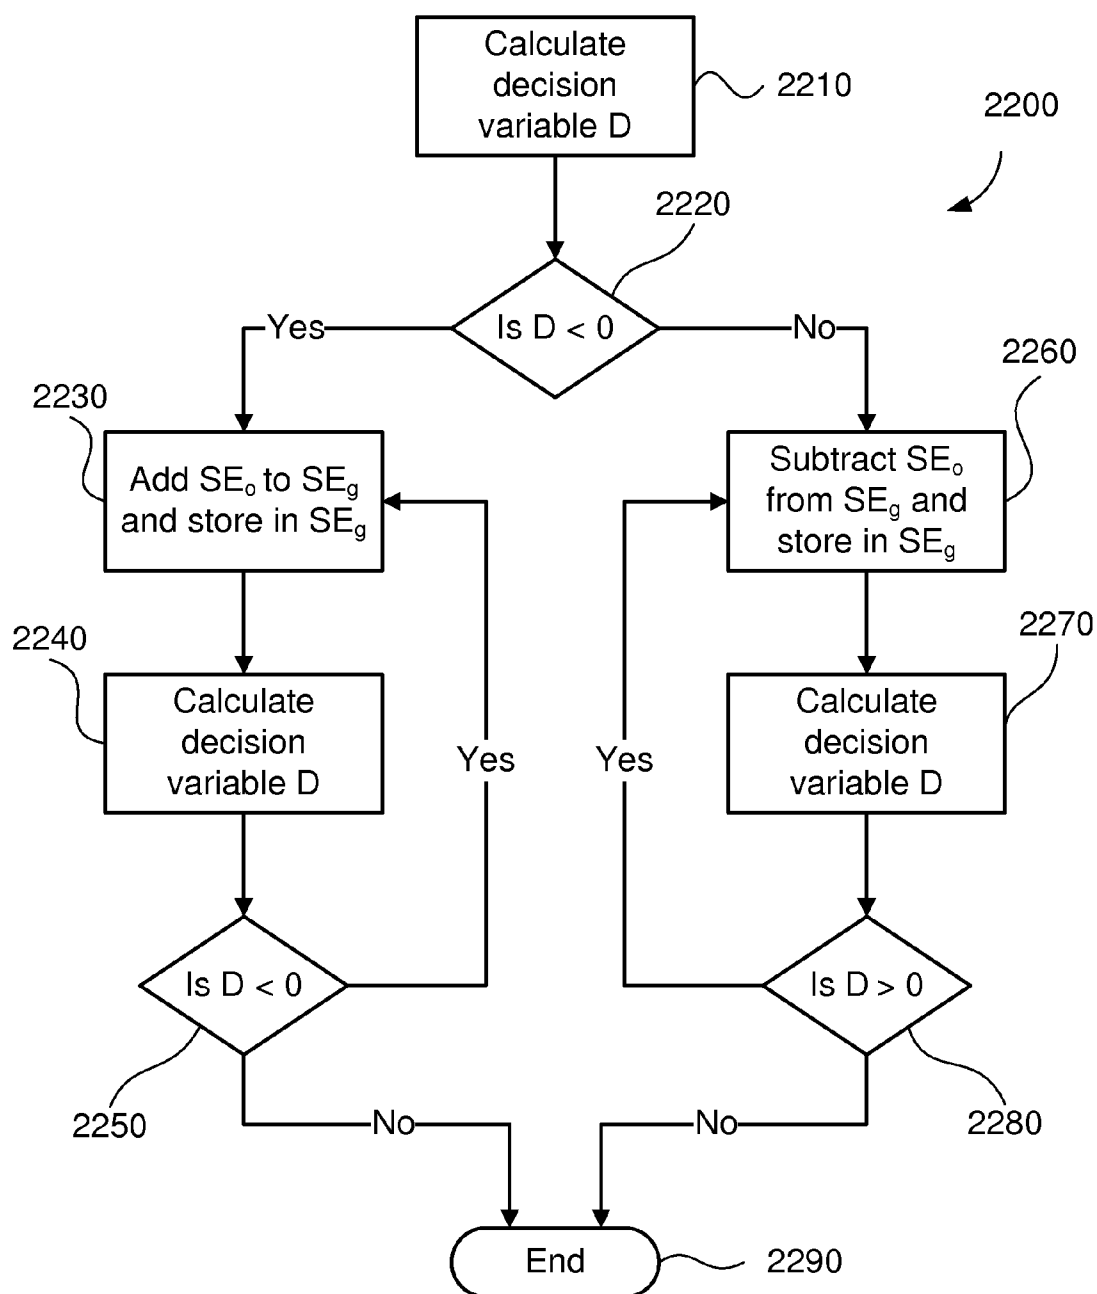 Calculate
decision
variable D
2210
2200
2220
Is D < 0
Yes
No
2230
2260
Add SEo to SEg
and store in SEg
Subtract SEo
from SEg and
store in SEg
2240
2270
Calculate
decision
variable D
Yes
Yes
Calculate
decision
variable D
Is D < 0
Is D > 0
2250
No
No
2280
End
2290